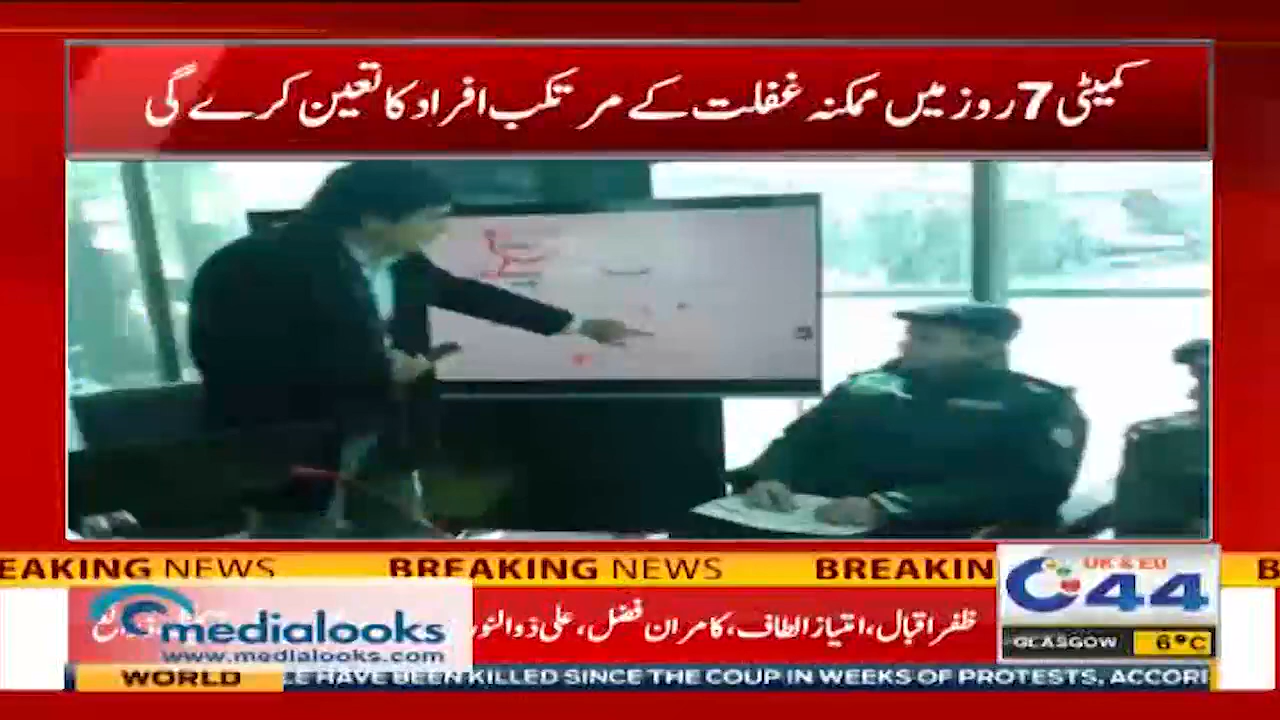 کمیٹی 7 روز میں ممکنہ غفلت کے مرتکب افراد کا تعین کرے گی
EAKING NEWS BREAKING NEWS BREAKIN B
UK & EU
44
medialooks
www.medialooks.com
ظفر اقبال، امتیاز الطاف، کامران فضل، علی ذوالنور
GLASGOW 6°C
WORLD E HAVE BEEN KILLED SINCE THE COUP IN WEEKS OF PROTESTS, ACCORI